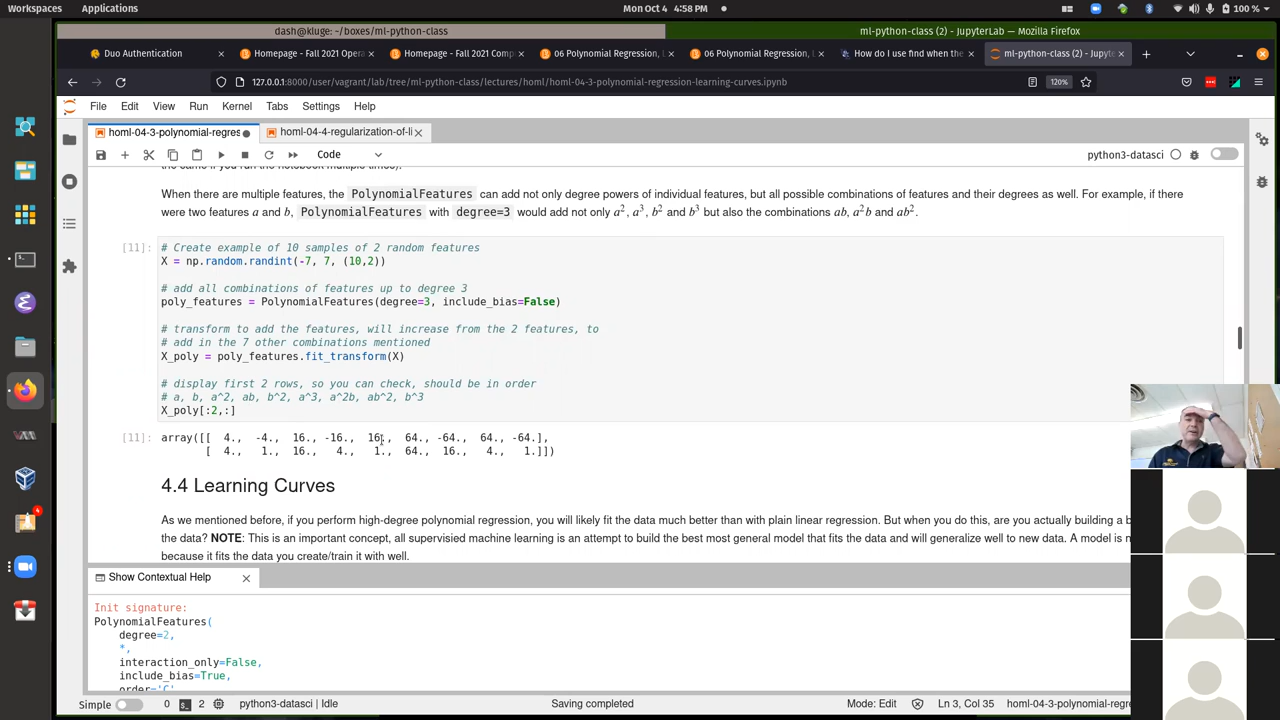 Workspaces
Applications
Mon Oct 4 4:58 PM
100 %
dash@kluge: ~/boxes/ml-python-class
ml-python-class (2) - JupyterLab — Mozilla Firefox
Duo Authentication
Homepage - Fall 2021 Opera
Homepage - Fall 2021 Comp
06 Polynomial Regression, L
06 Polynomial Regression, L
How do I use find when the
ml-python-class (2) - Jupyte
127.0.0.1:8000/user/vagrant/lab/tree/ml-python-class/lectures/homl/homl-04-3-polynomial-regression-learning-curves.ipynb
120%
File Edit View Run Kernel Tabs Settings Help
homl-04-3-polynomial-regres
homl-04-4-regularization-of-li
Code
python3-datasci
the same if you run the notebook multiple times).
When there are multiple features, the PolynomialFeatures can add not only degree powers of individual features, but all possible combinations of features and their degrees as well. For example, if there
were two features a and b, PolynomialFeatures with degree=3 would add not only a², a³, b² and b³ but also the combinations ab, a²b and ab².
[11]:
# Create example of 10 samples of 2 random features
X = np.random.randint(-7, 7, (10,2))
# add all combinations of features up to degree 3
poly_features = PolynomialFeatures(degree=3, include_bias=False)
# transform to add the features, will increase from the 2 features, to
# add in the 7 other combinations mentioned
X_poly = poly_features.fit_transform(X)
# display first 2 rows, so you can check, should be in order
# a, b, a^2, ab, b^2, a^3, a^2b, ab^2, b^3
X_poly[:2,:]
[11]:
array([[ 4., -4., 16., -16., 16., 64., -64., 64., -64.],
[ 4., 1., 16., 4., 1., 64., 16., 4., 1.]])
4.4 Learning Curves
As we mentioned before, if you perform high-degree polynomial regression, you will likely fit the data much better than with plain linear regression. But when you do this, are you actually building a b
the data? NOTE: This is an important concept, all supervisied machine learning is an attempt to build the best most general model that fits the data and will generalize well to new data. A model is n
because it fits the data you create/train it with well.
Show Contextual Help
Init signature:
PolynomialFeatures(
degree=2,
*,
interaction_only=False,
include_bias=True,
order='C'
Simple
0
2
python3-datasci | Idle
Saving completed
Mode: Edit
Ln 3, Col 35
homl-04-3-polynomial-regre
4